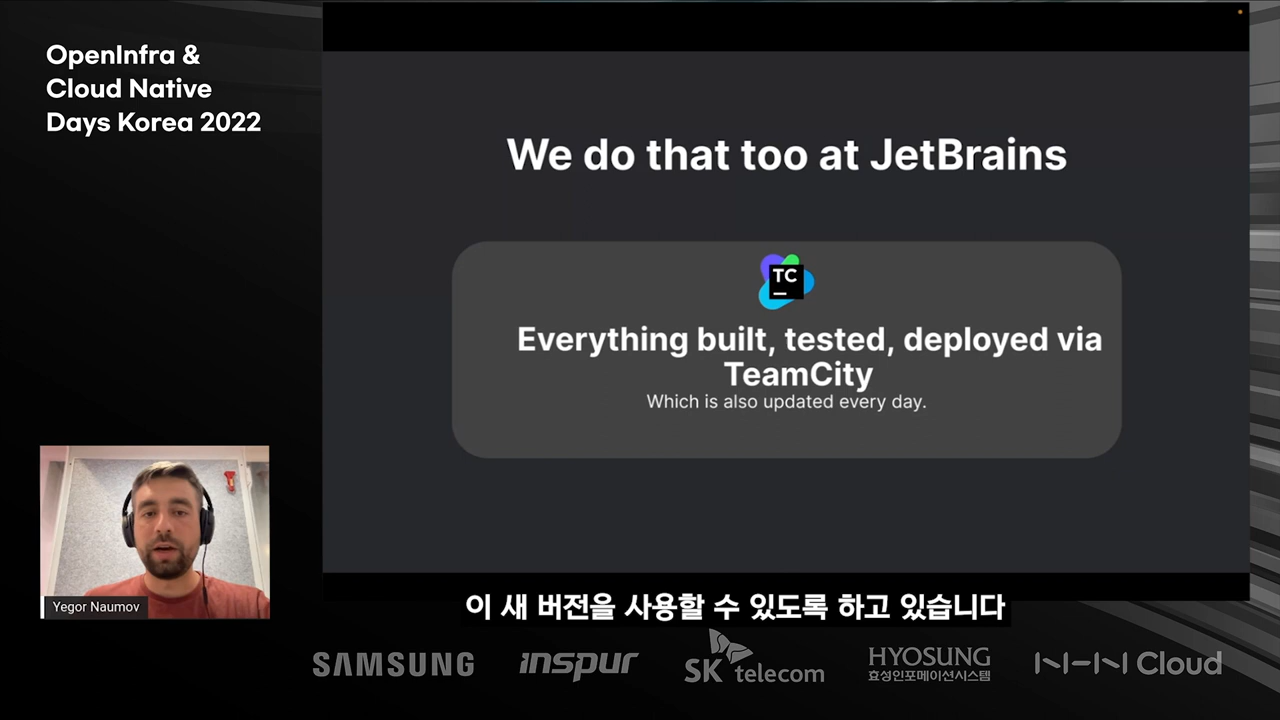 OpenInfra &
Cloud Native
Days Korea 2022
We do that too at JetBrains
TC
Everything built, tested, deployed via
TeamCity
Which is also updated every day.
Yegor Naumov
이 새 버전을 사용할 수 있도록 하고 있습니다
SAMSUNG
inspur
SK telecom
HYOSUNG
효성인포메이션시스템
NHN Cloud